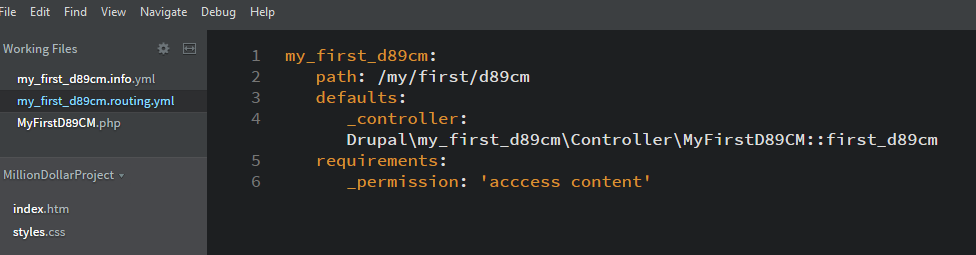 File Edit Find View Navigate Debug Help
Working Files
my_first_d89cm.info.yml
my_first_d89cm.routing.yml
MyFirstD89CM.php
MillionDollarProject
index.htm
styles.css
1 my_first_d89cm:
2 path: /my/first/d89cm
3 defaults:
4 _controller:
Drupal\my_first_d89cm\Controller\MyFirstD89CM::first_d89cm
5 requirements:
6 _permission: 'acccess content'